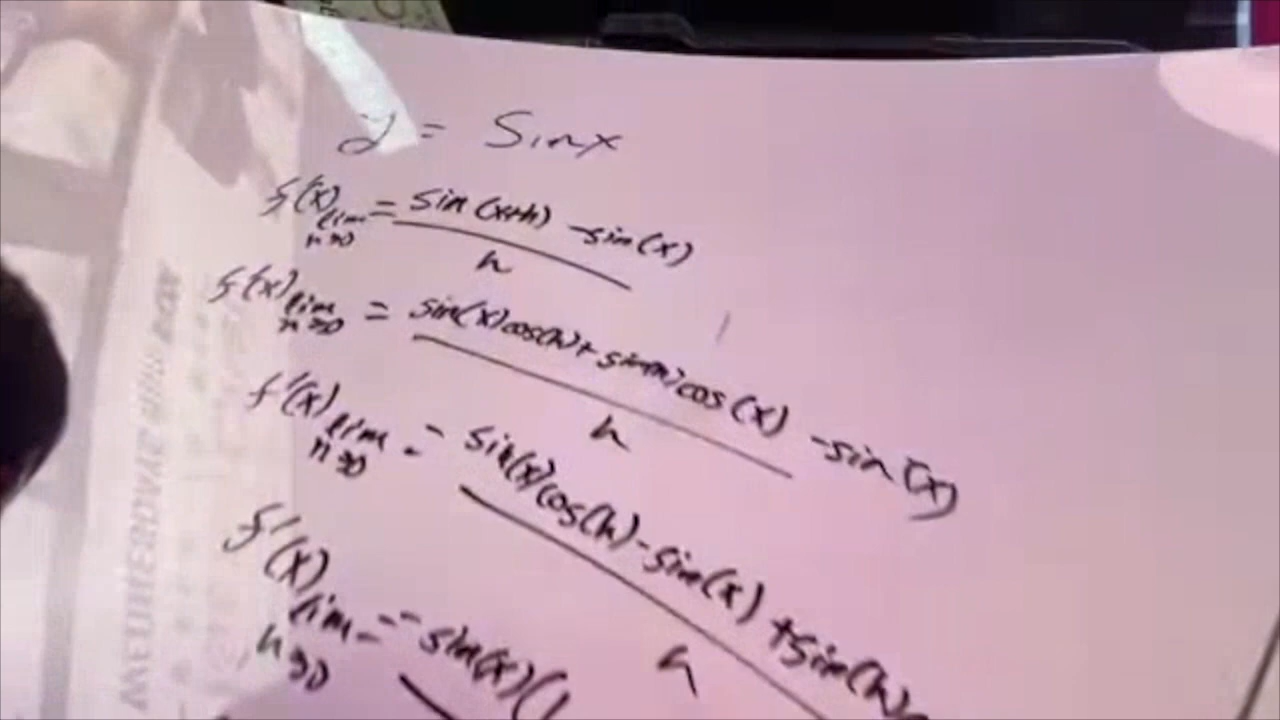 y = Sinx
f'(x) lim h→0 = sin(x+h) -sin(x) / h
f'(x) lim h→0 = sin(x)cos(h)+sin(h)cos(x) -sin(x) / h
f'(x) lim h→0 = sin(x)cos(h)-sin(x)+sin(h)c / h
f'(x) lim h→0 = -sin(x)(1